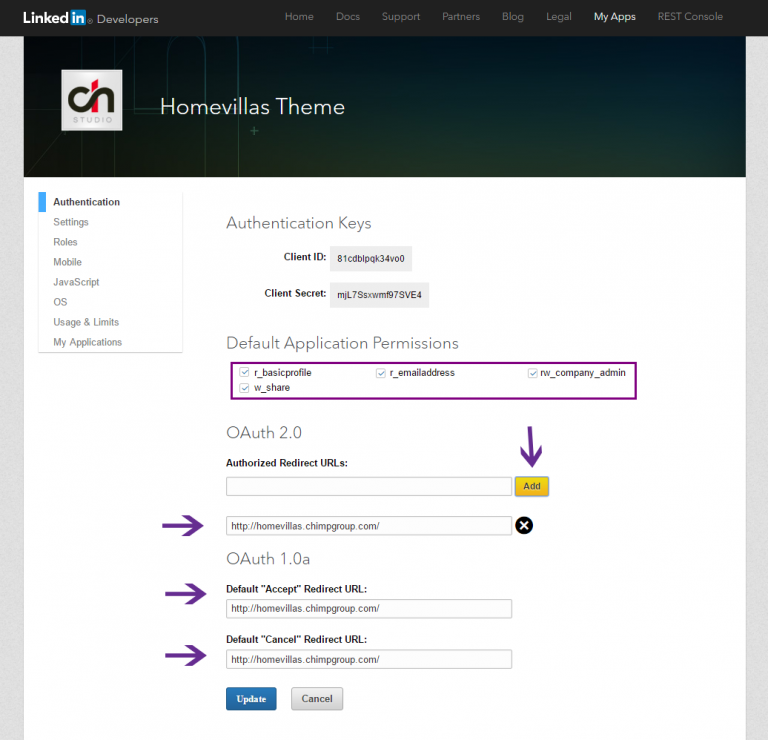 Linked in ® Developers
Home Docs Support Partners Blog Legal My Apps REST Console
ch
STUDIO
Homevillas Theme
Authentication
Settings
Roles
Mobile
JavaScript
OS
Usage & Limits
My Applications
Authentication Keys
Client ID: 81cdblpqk34vo0
Client Secret: mjL7Ssxwmf97SVE4
Default Application Permissions
r_basicprofile r_emailaddress rw_company_admin
w_share
OAuth 2.0
Authorized Redirect URLs:
Add
http://homevillas.chimpgroup.com/
OAuth 1.0a
Default "Accept" Redirect URL:
http://homevillas.chimpgroup.com/
Default "Cancel" Redirect URL:
http://homevillas.chimpgroup.com/
Update Cancel